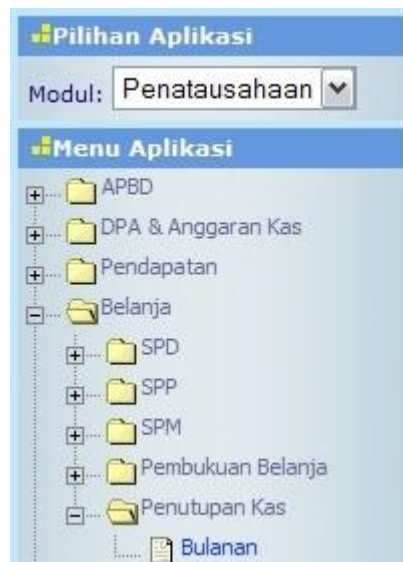 Pilihan Aplikasi
Modul: Penatausahaan
Menu Aplikasi
APBD
DPA & Anggaran Kas
Pendapatan
Belanja
SPD
SPP
SPM
Pembukuan Belanja
Penutupan Kas
Bulanan